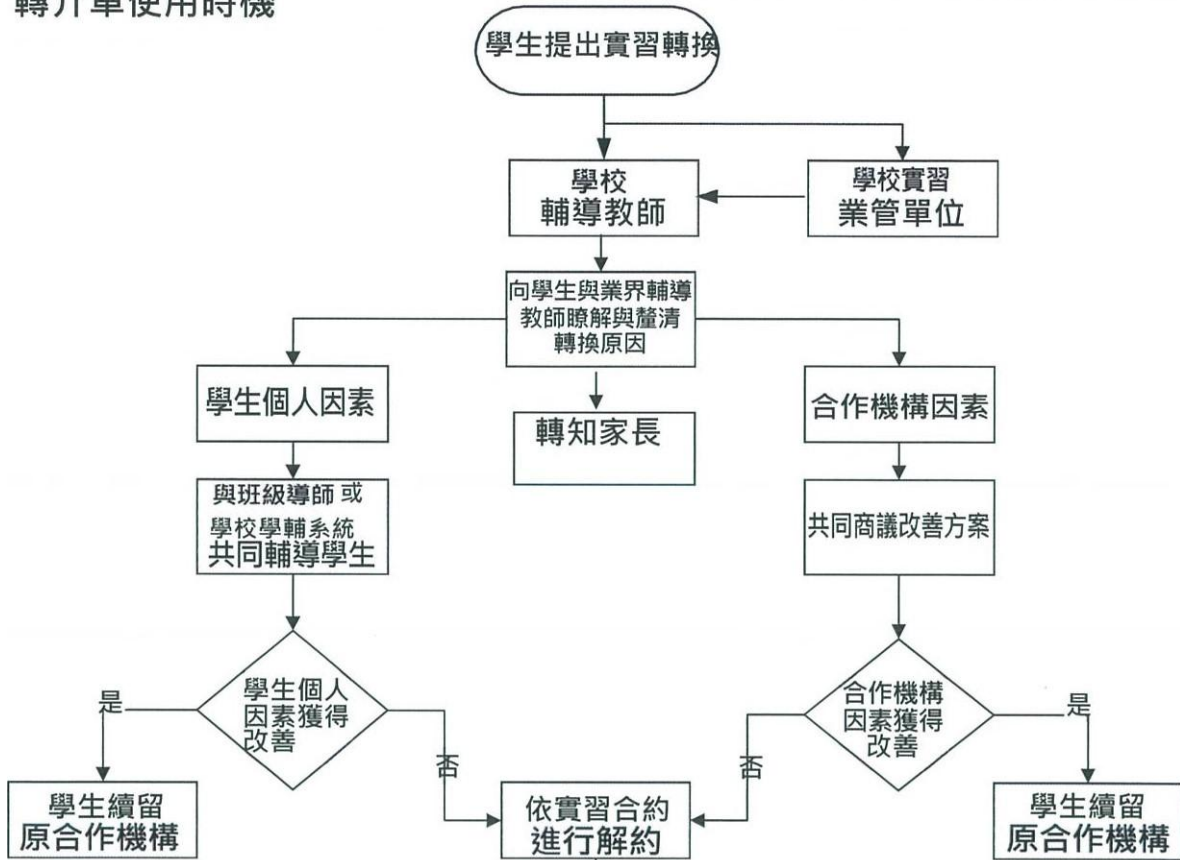 轉介單使用時機
學生提出實習轉換
學校
輔導教師
學校實習
業管單位
向學生與業界輔導
教師瞭解與釐清
轉換原因
學生個人因素
轉知家長
合作機構因素
與班級導師 或
學校學輔系統
共同輔導學生
共同商議改善方案
學生個人
因素獲得
改善
合作機構
因素獲得
改善
是
否
否
是
學生續留
原合作機構
依實習合約
進行解約
學生續留
原合作機構